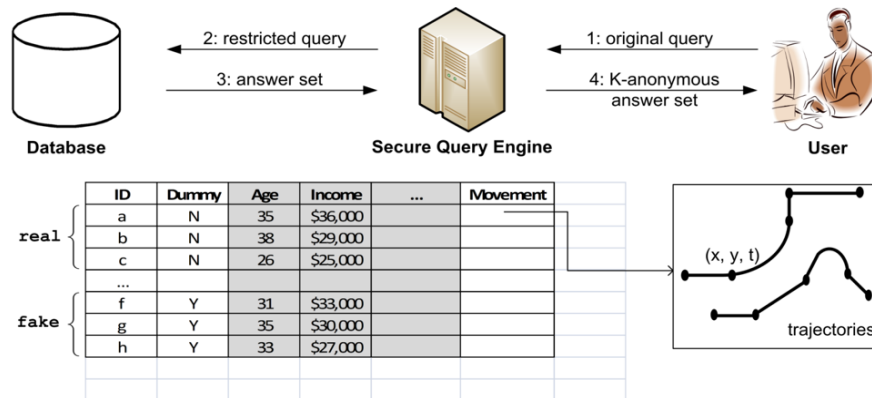 2: restricted query
1: original query
3: answer set
4: K-anonymous
answer set
Database
Secure Query Engine
User
ID Dummy Age Income ... Movement
real
a N 35 $36,000
b N 38 $29,000
c N 26 $25,000
...
fake
f Y 31 $33,000
g Y 35 $30,000
h Y 33 $27,000
(x, y, t)
trajectories